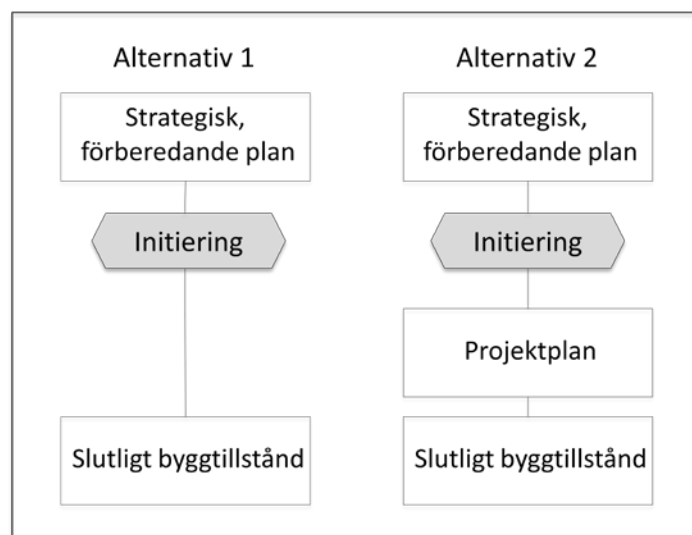 Alternativ 1
Strategisk,
förberedande plan
Initiering
Slutligt byggtillstånd
Alternativ 2
Strategisk,
förberedande plan
Initiering
Projektplan
Slutligt byggtillstånd